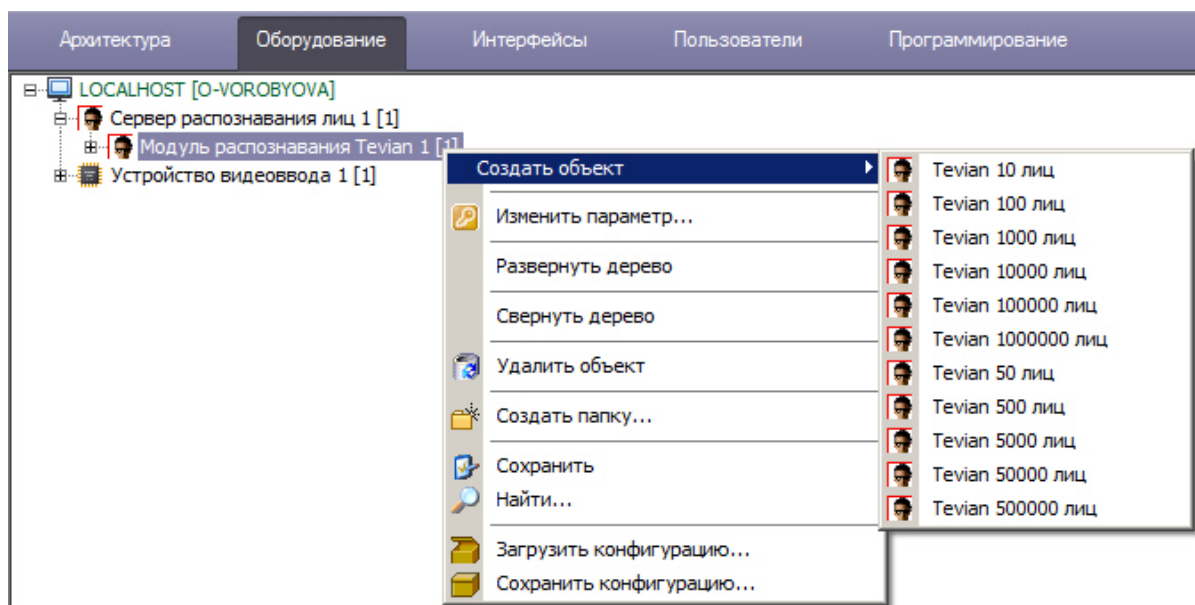 Архитектура Оборудование Интерфейсы Пользователи Программирование
LOCALHOST [O-VOROBYOVA]
Сервер распознавания лиц 1 [1]
Модуль распознавания Tevian 1 [1]
Устройство видеоввода 1 [1]
Создать объект
Изменить параметр...
Развернуть дерево
Свернуть дерево
Удалить объект
Создать папку...
Сохранить
Найти...
Загрузить конфигурацию...
Сохранить конфигурацию...
Tevian 10 лиц
Tevian 100 лиц
Tevian 1000 лиц
Tevian 10000 лиц
Tevian 100000 лиц
Tevian 1000000 лиц
Tevian 50 лиц
Tevian 500 лиц
Tevian 5000 лиц
Tevian 50000 лиц
Tevian 500000 лиц